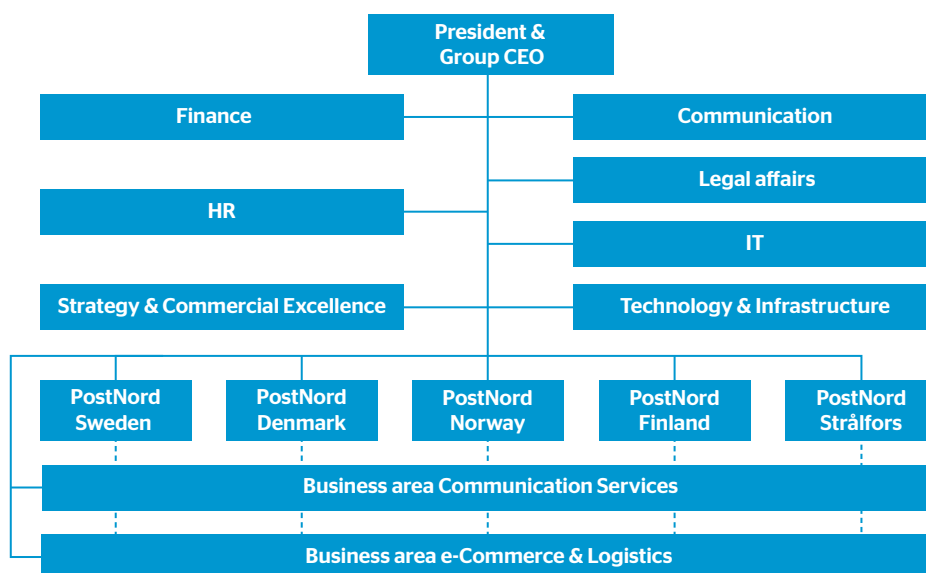 President &
Group CEO
Finance
Communication
Legal affairs
HR
IT
Strategy & Commercial Excellence
Technology & Infrastructure
PostNord
Sweden
PostNord
Denmark
PostNord
Norway
PostNord
Finland
PostNord
Strålfors
Business area Communication Services
Business area e-Commerce & Logistics